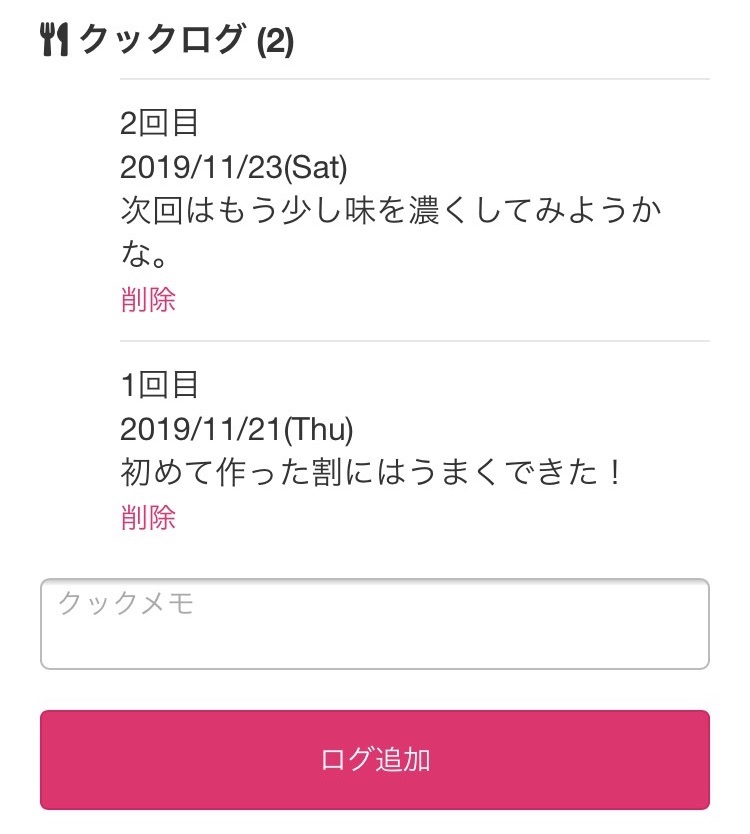 クックログ (2)
2回目
2019/11/23(Sat)
次回はもう少し味を濃くしてみようか
な。
削除
1回目
2019/11/21(Thu)
初めて作った割にはうまくできた！
削除
クックメモ
ログ追加